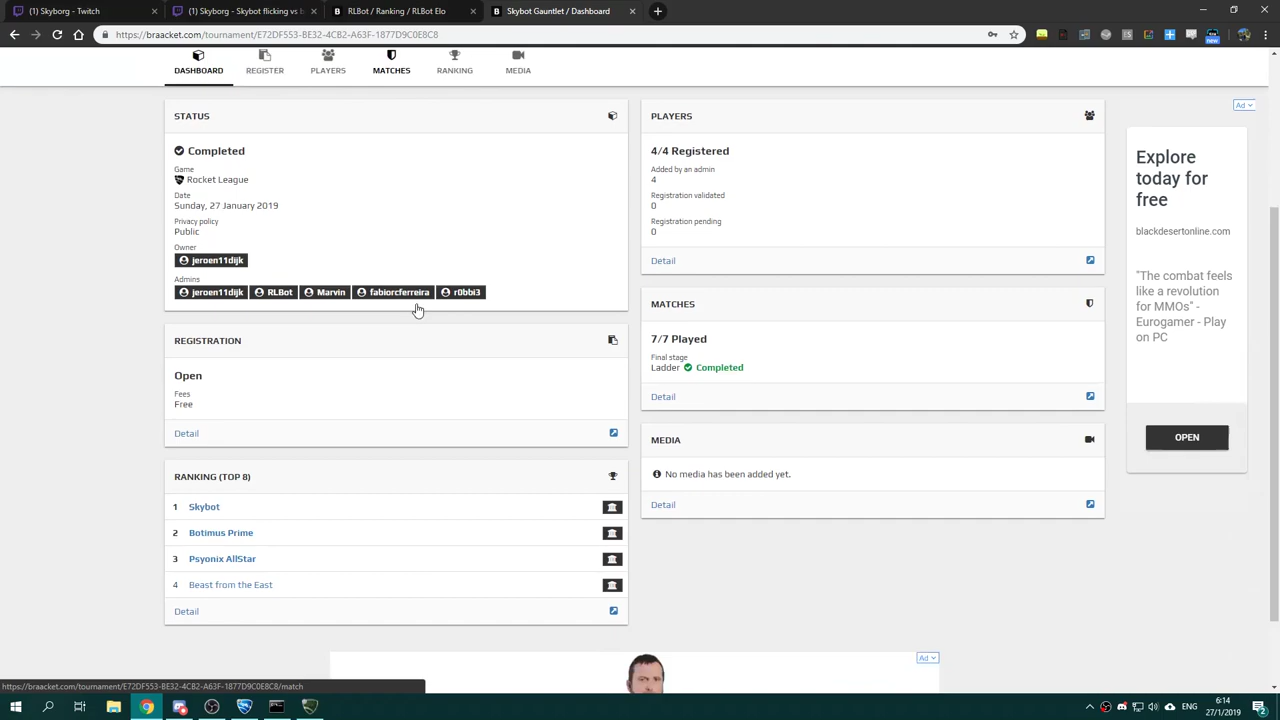 (1) Skyborg - Twitch
(1) Skyborg - Skybot flicking vs b
RLBot / Ranking / RLBot Elo
Skybot Gauntlet / Dashboard
https://braacket.com/tournament/E72DF553-BE32-4CB2-A63F-1877D9C0E8C8
new
DASHBOARD
REGISTER
PLAYERS
MATCHES
RANKING
MEDIA
STATUS
Completed
Game
Rocket League
Date
Sunday, 27 January 2019
Privacy policy
Public
Owner
jeroen11dijk
Admins
jeroen11dijk RLBot Marvin fabiorcferreira r0bbi3
REGISTRATION
Open
Fees
Free
Detail
RANKING (TOP 8)
1 Skybot
2 Botimus Prime
3 Psyonix AllStar
4 Beast from the East
Detail
PLAYERS
4/4 Registered
Added by an admin
4
Registration validated
0
Registration pending
0
Detail
MATCHES
7/7 Played
Final stage
Ladder Completed
Detail
MEDIA
No media has been added yet.
Detail
Ad
Explore
today for
free
blackdesertonline.com
"The combat feels
like a revolution
for MMOs" -
Eurogamer - Play
on PC
OPEN
Ad
https://braacket.com/tournament/E72DF553-BE32-4CB2-A63F-1877D9C0E8C8/match
ENG
6:14
27/1/2019
2